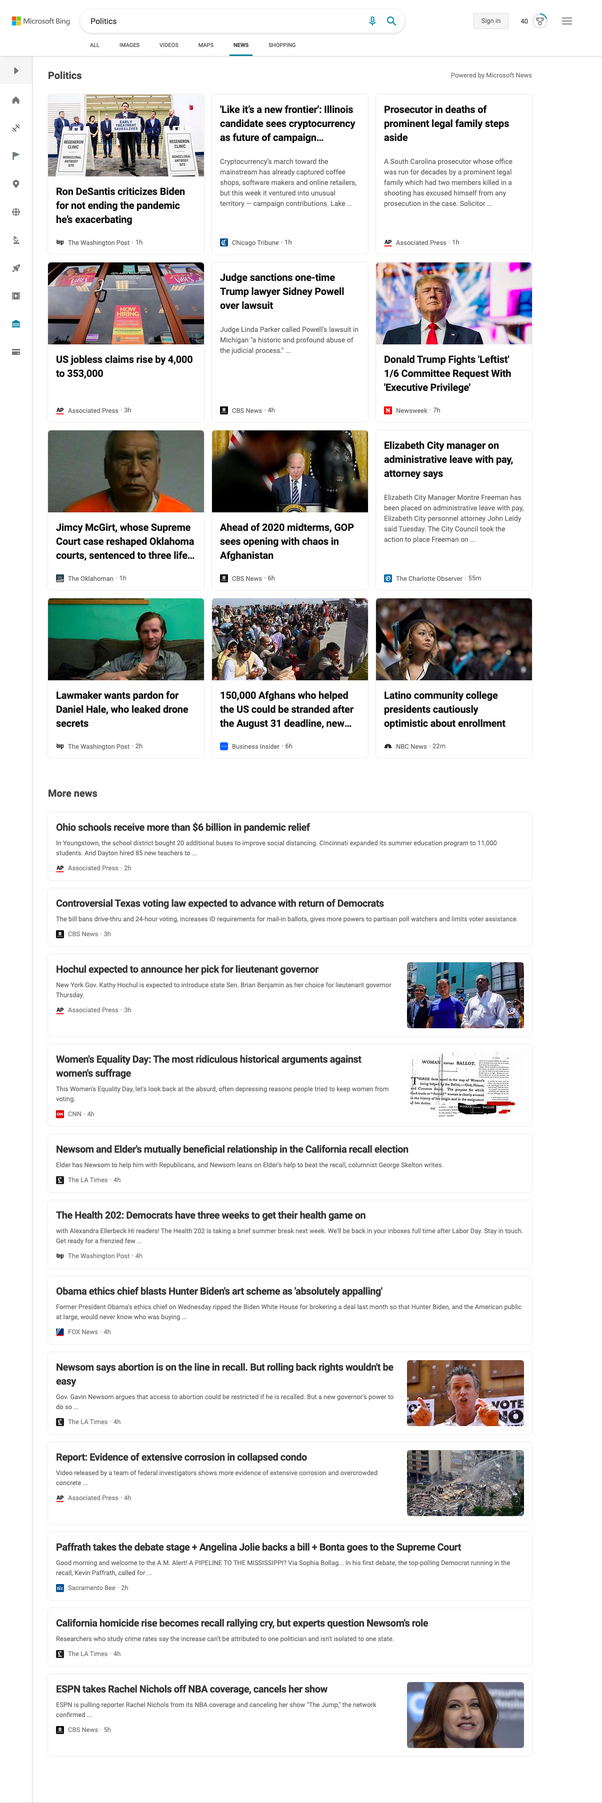 Microsoft Bing
Politics
Sign in
40
ALL
IMAGES
VIDEOS
MAPS
NEWS
SHOPPING
Politics
Powered by Microsoft News
EARLY
TREATMENT
SAVES LIVES
REGENERON
CLINIC
MONOCLONAL
ANTIBODY
SITE
REGENERON
CLINIC
MONOCLONAL
ANTIBODY
SITE
Ron DeSantis criticizes Biden
for not ending the pandemic
he's exacerbating
The Washington Post · 1h
'Like it's a new frontier': Illinois
candidate sees cryptocurrency
as future of campaign...
Cryptocurrency's march toward the
mainstream has already captured coffee
shops, software makers and online retailers,
but this week it ventured into unusual
territory — campaign contributions. Lake ...
Chicago Tribune · 1h
Prosecutor in deaths of
prominent legal family steps
aside
A South Carolina prosecutor whose office
was run for decades by a prominent legal
family which had two members killed in a
shooting has excused himself from any
prosecution in the case. Solicitor ...
AP Associated Press · 1h
NOW
HIRING
US jobless claims rise by 4,000
to 353,000
AP Associated Press · 3h
Judge sanctions one-time
Trump lawyer Sidney Powell
over lawsuit
Judge Linda Parker called Powell's lawsuit in
Michigan "a historic and profound abuse of
the judicial process." ...
CBS News · 4h
Donald Trump Fights 'Leftist'
1/6 Committee Request With
'Executive Privilege'
N Newsweek · 7h
Jimcy McGirt, whose Supreme
Court case reshaped Oklahoma
courts, sentenced to three life...
The Oklahoman · 1h
Ahead of 2020 midterms, GOP
sees opening with chaos in
Afghanistan
CBS News · 6h
Elizabeth City manager on
administrative leave with pay,
attorney says
Elizabeth City Manager Montre Freeman has
been placed on administrative leave with pay,
Elizabeth City personnel attorney John Leidy
said Tuesday. The City Council took the
action to place Freeman on ...
The Charlotte Observer · 55m
Lawmaker wants pardon for
Daniel Hale, who leaked drone
secrets
The Washington Post · 2h
150,000 Afghans who helped
the US could be stranded after
the August 31 deadline, new...
Business Insider · 6h
Latino community college
presidents cautiously
optimistic about enrollment
NBC News · 22m
More news
Ohio schools receive more than $6 billion in pandemic relief
In Youngstown, the school district bought 20 additional buses to improve social distancing. Cincinnati expanded its summer education program to 11,000
students. And Dayton hired 85 new teachers to ...
AP Associated Press · 2h
Controversial Texas voting law expected to advance with return of Democrats
The bill bans drive-thru and 24-hour voting, increases ID requirements for mail-in ballots, gives more powers to partisan poll watchers and limits voter assistance.
CBS News · 3h
Hochul expected to announce her pick for lieutenant governor
New York Gov. Kathy Hochul is expected to introduce state Sen. Brian Benjamin as her choice for lieutenant governor
Thursday.
AP Associated Press · 3h
Women's Equality Day: The most ridiculous historical arguments against
women's suffrage
This Women's Equality Day, let's look back at the absurd, often depressing reasons people tried to keep women from
voting.
CNN · 4h
WOMAN BALLOT.
Newsom and Elder's mutually beneficial relationship in the California recall election
Elder has Newsom to help him with Republicans, and Newsom leans on Elder's help to beat the recall, columnist George Skelton writes.
The LA Times · 4h
The Health 202: Democrats have three weeks to get their health game on
with Alexandra Ellerbeck Hi readers! The Health 202 is taking a brief summer break next week. We'll be back in your inboxes full time after Labor Day. Stay in touch.
Get ready for a frenzied few ...
The Washington Post · 4h
Obama ethics chief blasts Hunter Biden's art scheme as 'absolutely appalling'
Former President Obama's ethics chief on Wednesday ripped the Biden White House for brokering a deal last month so that Hunter Biden, and the American public
at large, would never know who was buying ...
FOX News · 4h
Newsom says abortion is on the line in recall. But rolling back rights wouldn't be
easy
Gov. Gavin Newsom argues that access to abortion could be restricted if he is recalled. But a new governor's power to
do so ...
The LA Times · 4h
VOTE
NO
Report: Evidence of extensive corrosion in collapsed condo
Video released by a team of federal investigators shows more evidence of extensive corrosion and overcrowded
concrete ...
AP Associated Press · 4h
Paffrath takes the debate stage + Angelina Jolie backs a bill + Bonta goes to the Supreme Court
Good morning and welcome to the A.M. Alert! A PIPELINE TO THE MISSISSIPPI? Via Sophia Bollag... In his first debate, the top-polling Democrat running in the
recall, Kevin Paffrath, called for ...
Sacramento Bee · 2h
California homicide rise becomes recall rallying cry, but experts question Newsom's role
Researchers who study crime rates say the increase can't be attributed to one politician and isn't isolated to one state.
The LA Times · 4h
ESPN takes Rachel Nichols off NBA coverage, cancels her show
ESPN is pulling reporter Rachel Nichols from its NBA coverage and canceling her show "The Jump," the network
confirmed ...
CBS News · 5h